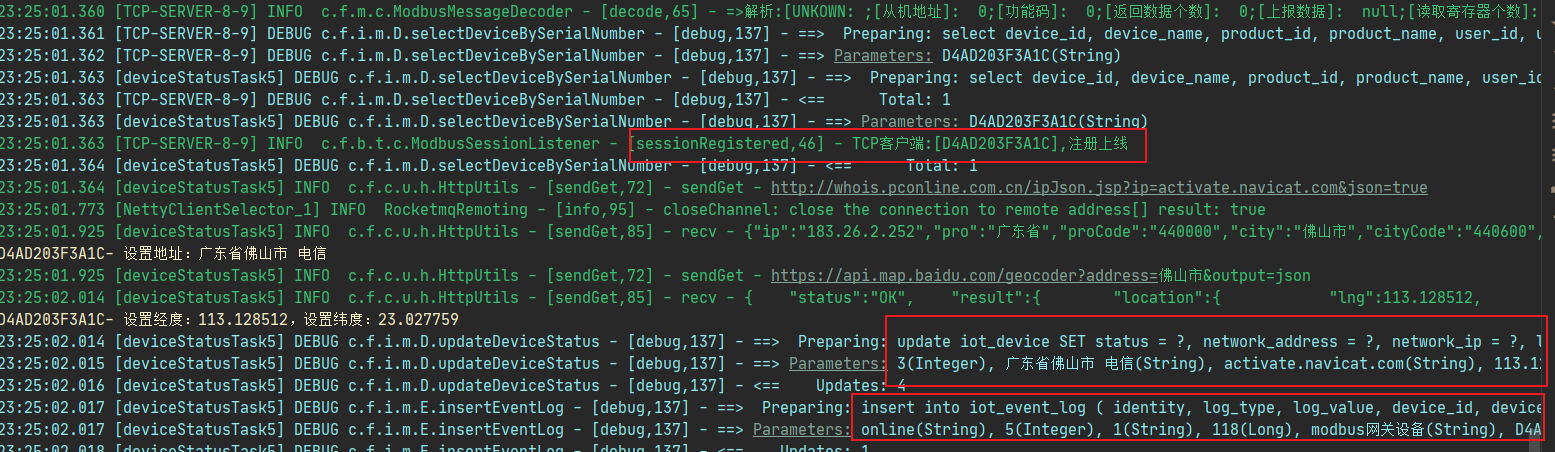 23:25:01.360 [TCP-SERVER-8-9] INFO  c.f.m.c.ModbusMessageDecoder - [decode,65] - =>解析:[UNKOWN: ;[从机地址]:  0;[功能码]:  0;[返回数据个数]:  0;[上报数据]:  null;[读取寄存器个数]:
23:25:01.361 [TCP-SERVER-8-9] DEBUG c.f.i.m.D.selectDeviceBySerialNumber - [debug,137] - ==>  Preparing: select device_id, device_name, product_id, product_name, user_id, u
23:25:01.362 [TCP-SERVER-8-9] DEBUG c.f.i.m.D.selectDeviceBySerialNumber - [debug,137] - ==> Parameters: D4AD203F3A1C(String)
23:25:01.363 [deviceStatusTask5] DEBUG c.f.i.m.D.selectDeviceBySerialNumber - [debug,137] - ==>  Preparing: select device_id, device_name, product_id, product_name, user_id
23:25:01.363 [TCP-SERVER-8-9] DEBUG c.f.i.m.D.selectDeviceBySerialNumber - [debug,137] - <==      Total: 1
23:25:01.363 [deviceStatusTask5] DEBUG c.f.i.m.D.selectDeviceBySerialNumber - [debug,137] - ==> Parameters: D4AD203F3A1C(String)
23:25:01.363 [TCP-SERVER-8-9] INFO  c.f.b.t.c.ModbusSessionListener - [sessionRegistered,46] - TCP客户端:[D4AD203F3A1C],注册上线
23:25:01.364 [deviceStatusTask5] DEBUG c.f.i.m.D.selectDeviceBySerialNumber - [debug,137] - <==      Total: 1
23:25:01.364 [deviceStatusTask5] INFO  c.f.c.u.h.HttpUtils - [sendGet,72] - sendGet - http://whois.pconline.com.cn/ipJson.jsp?ip=activate.navicat.com&json=true
23:25:01.773 [NettyClientSelector_1] INFO  RocketmqRemoting - [info,95] - closeChannel: close the connection to remote address[] result: true
23:25:01.925 [deviceStatusTask5] INFO  c.f.c.u.h.HttpUtils - [sendGet,85] - recv - {"ip":"183.26.2.252","pro":"广东省","proCode":"440000","city":"佛山市","cityCode":"440600",
D4AD203F3A1C- 设置地址：广东省佛山市 电信
23:25:01.925 [deviceStatusTask5] INFO  c.f.c.u.h.HttpUtils - [sendGet,72] - sendGet - https://api.map.baidu.com/geocoder?address=佛山市&output=json
23:25:02.014 [deviceStatusTask5] INFO  c.f.c.u.h.HttpUtils - [sendGet,85] - recv - {    "status":"OK",    "result":{        "location":{            "lng":113.128512,
D4AD203F3A1C- 设置经度：113.128512，设置纬度：23.027759
23:25:02.014 [deviceStatusTask5] DEBUG c.f.i.m.D.updateDeviceStatus - [debug,137] - ==>  Preparing: update iot_device SET status = ?, network_address = ?, network_ip = ?, l
23:25:02.015 [deviceStatusTask5] DEBUG c.f.i.m.D.updateDeviceStatus - [debug,137] - ==> Parameters: 3(Integer), 广东省佛山市 电信(String), activate.navicat.com(String), 113.12
23:25:02.016 [deviceStatusTask5] DEBUG c.f.i.m.D.updateDeviceStatus - [debug,137] - <==    Updates: 4
23:25:02.017 [deviceStatusTask5] DEBUG c.f.i.m.E.insertEventLog - [debug,137] - ==>  Preparing: insert into iot_event_log ( identity, log_type, log_value, device_id, device
23:25:02.017 [deviceStatusTask5] DEBUG c.f.i.m.E.insertEventLog - [debug,137] - ==> Parameters: online(String), 5(Integer), 1(String), 118(Long), modbus网关设备(String), D4A
23:25:02.018 [deviceStatusTask5] DEBUG c.f.i.m.E.insertEventLog - [debug,137] - <==    Updates: 1